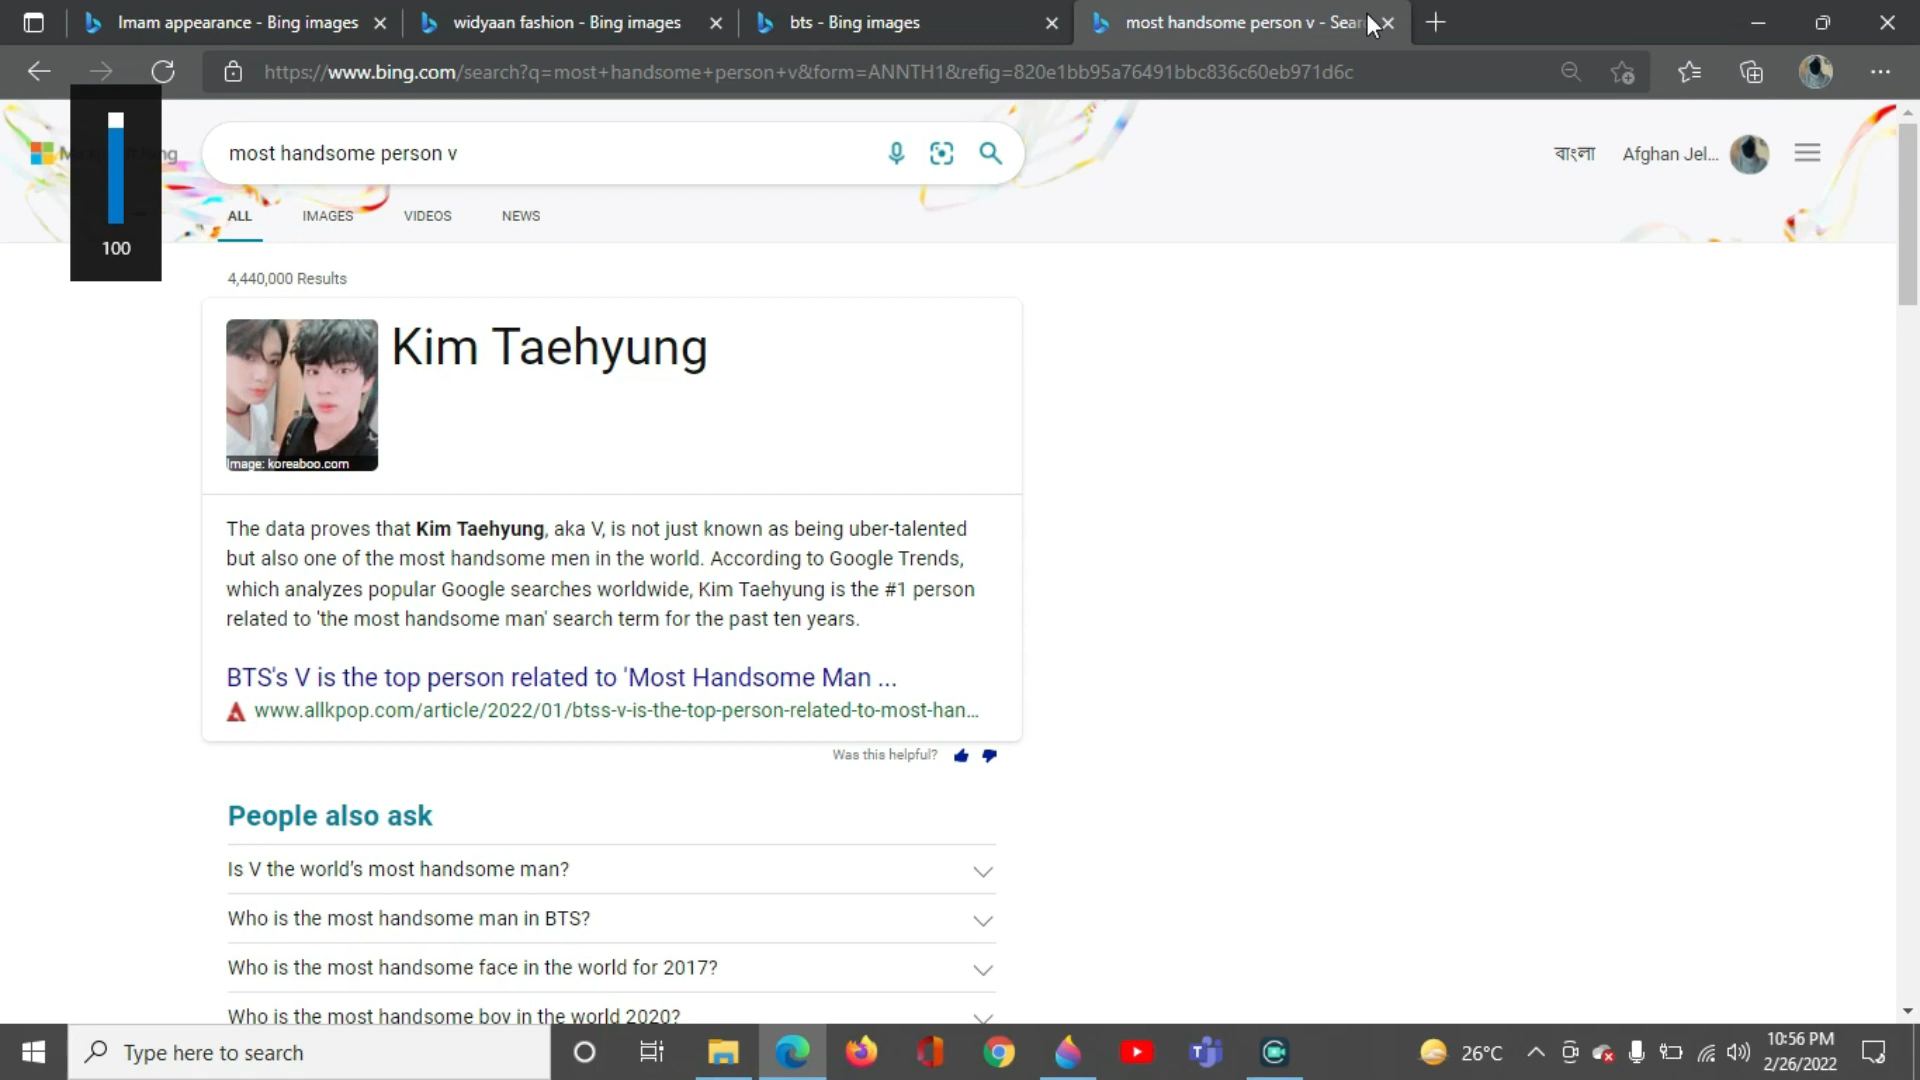 Imam appearance - Bing images
widyaan fashion - Bing images
bts - Bing images
most handsome person v - Sear
https://www.bing.com/search?q=most+handsome+person+v&form=ANNTH1&refig=820e1bb95a76491bbc836c60eb971d6c
100
most handsome person v
বাংলা
Afghan Jel...
ALL
IMAGES
VIDEOS
NEWS
4,440,000 Results
Kim Taehyung
Image: koreaboo.com
The data proves that Kim Taehyung, aka V, is not just known as being uber-talented
but also one of the most handsome men in the world. According to Google Trends,
which analyzes popular Google searches worldwide, Kim Taehyung is the #1 person
related to 'the most handsome man' search term for the past ten years.
BTS's V is the top person related to 'Most Handsome Man ...
www.allkpop.com/article/2022/01/btss-v-is-the-top-person-related-to-most-han...
Was this helpful?
People also ask
Is V the world's most handsome man?
Who is the most handsome man in BTS?
Who is the most handsome face in the world for 2017?
Who is the most handsome boy in the world 2020?
Type here to search
26°C
10:56 PM
2/26/2022